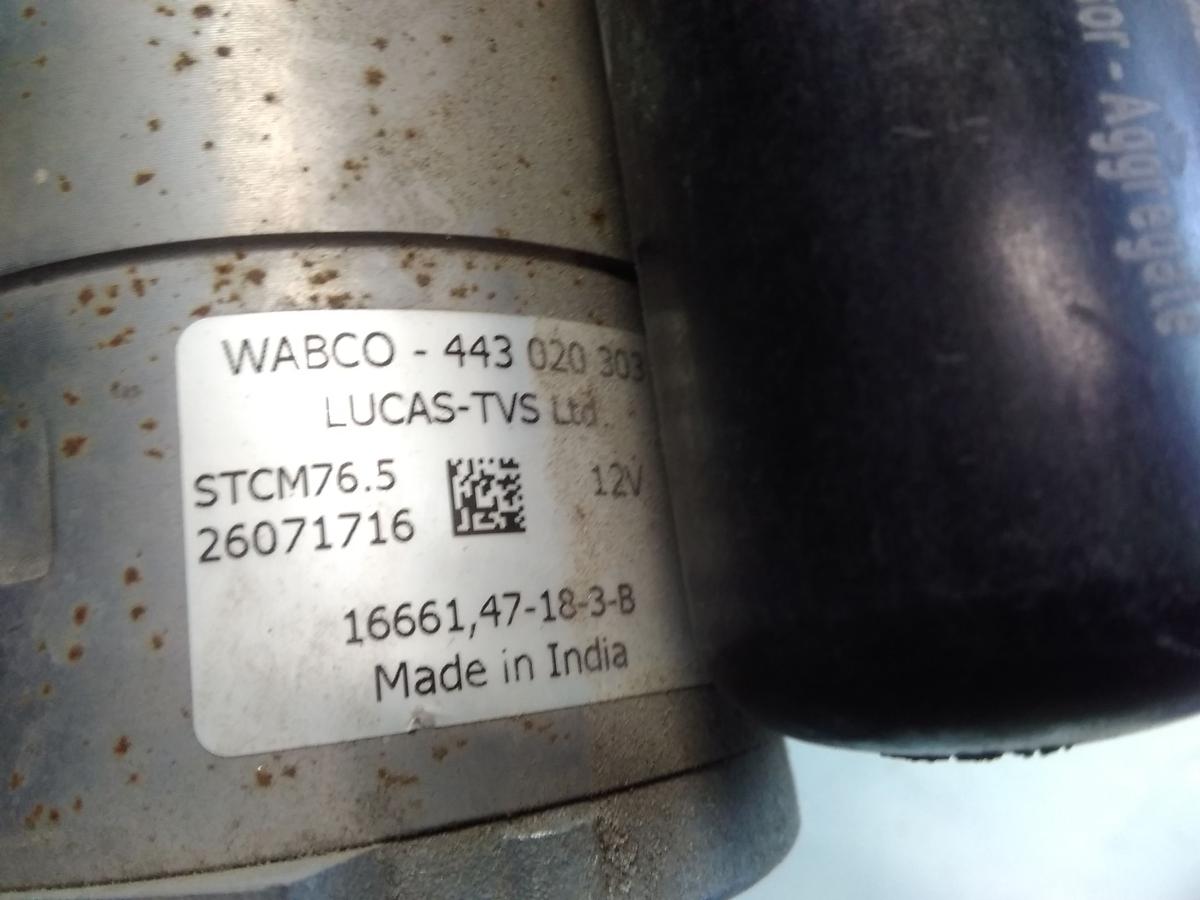 WABCO - 443 020 303
LUCAS-TVS Ltd.
STCM76.5
12V
26071716
16661,47-18-3-B
Made in India
- Aggregate